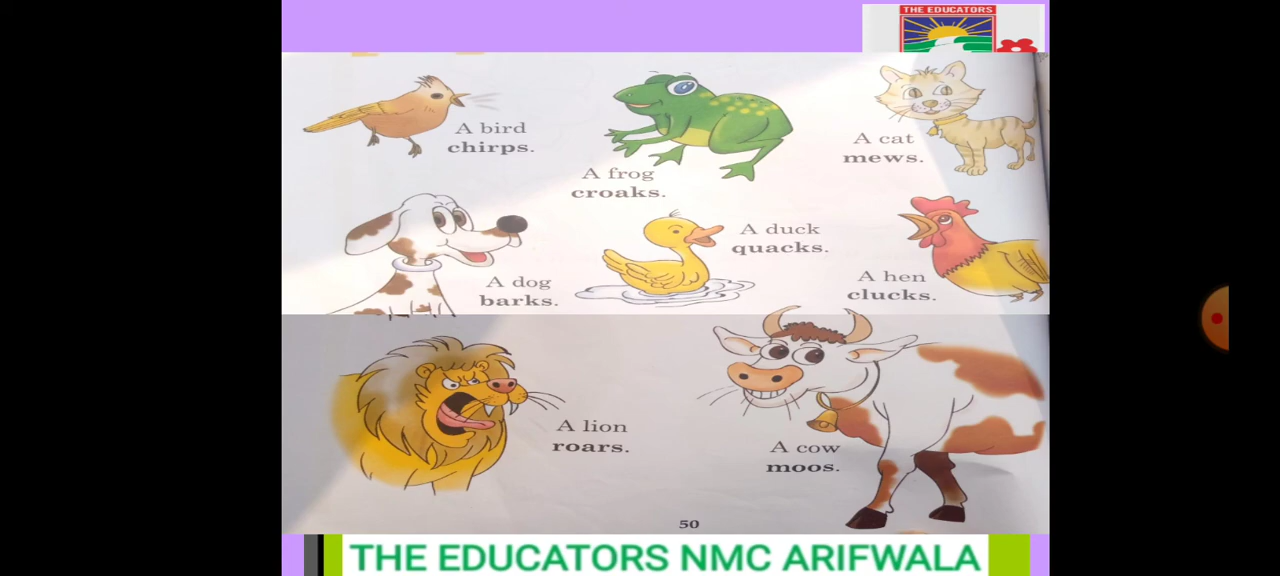 THE EDUCATORS
A bird
chirps.
A frog
croaks.
A cat
mews.
A dog
barks.
A duck
quacks.
A hen
clucks.
A lion
roars.
A cow
moos.
50
THE EDUCATORS NMC ARIFWALA